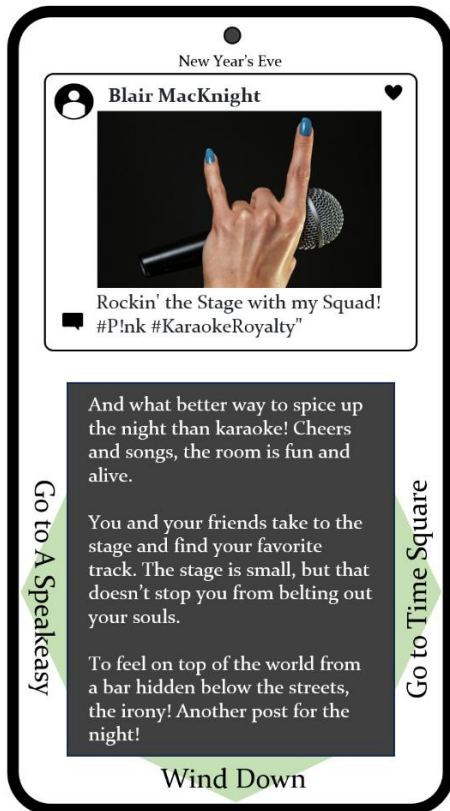 New Year's Eve
Blair MacKnight
Rockin' the Stage with my Squad!
#P!nk #KaraokeRoyalty"
And what better way to spice up
the night than karaoke! Cheers
and songs, the room is fun and
alive.
You and your friends take to the
stage and find your favorite
track. The stage is small, but that
doesn't stop you from belting out
your souls.
To feel on top of the world from
a bar hidden below the streets,
the irony! Another post for the
night!
Go to A Speakeasy
Go to Time Square
Wind Down